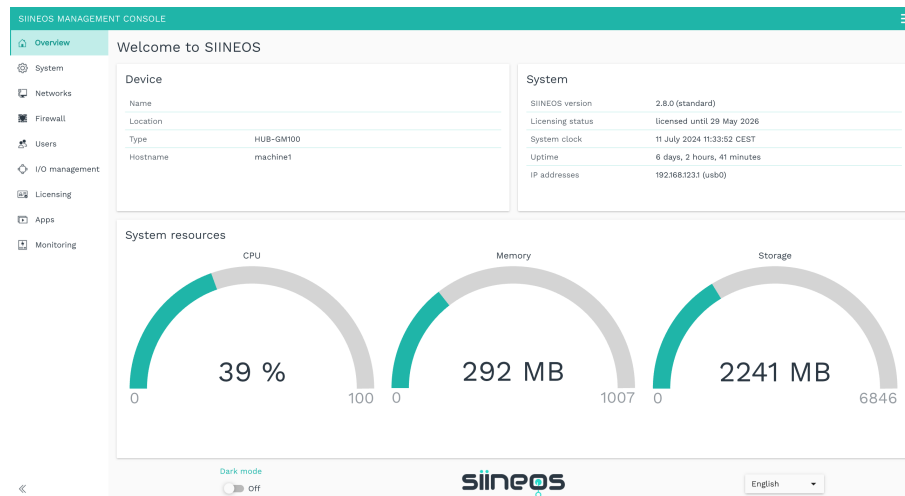 SIINEOS MANAGEMENT CONSOLE
Overview
System
Networks
Firewall
Users
I/O management
Licensing
Apps
Monitoring
Welcome to SIINEOS
Device
Name
Location
Type HUB-GM100
Hostname machine1
System
SIINEOS version 2.8.0 (standard)
Licensing status licensed until 29 May 2026
System clock 11 July 2024 11:33:52 CEST
Uptime 6 days, 2 hours, 41 minutes
IP addresses 192.168.123.1 (usb0)
System resources
CPU
39 %
0 100
Memory
292 MB
0 1007
Storage
2241 MB
0 6846
Dark mode
Off
siineos
English